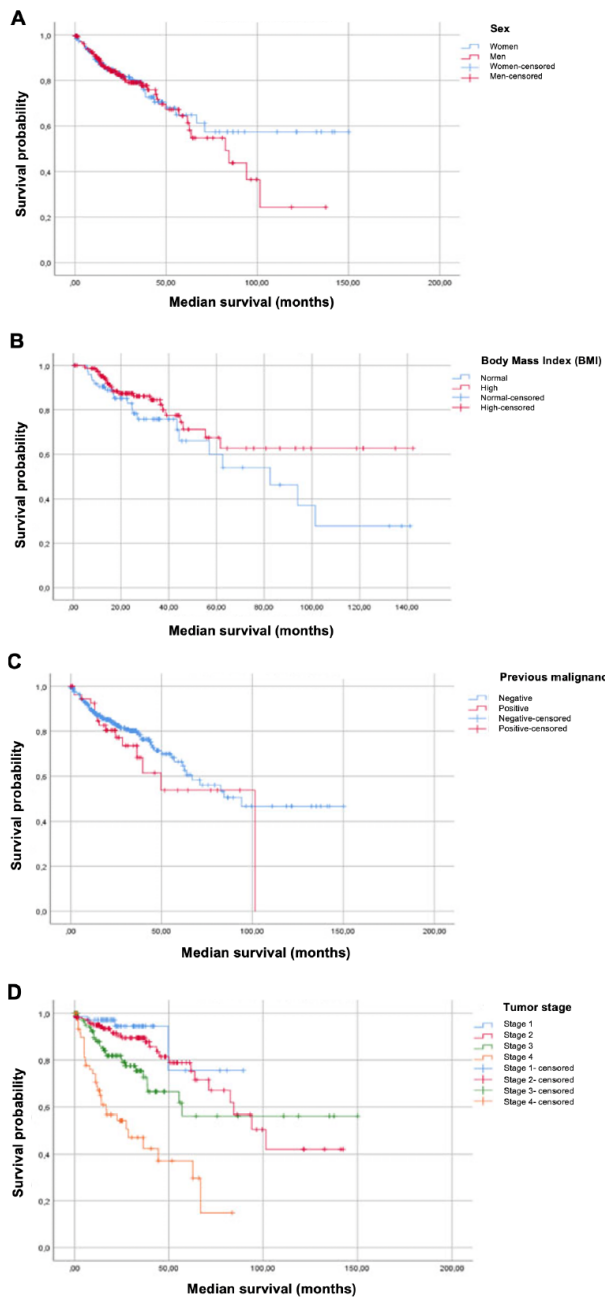 A
Sex
Women
Men
Women-censored
Men-censored
Survival probability
1,0
0,8
0,6
0,4
0,2
0,0
,00 50,00 100,00 150,00 200,00
Median survival (months)
B
Body Mass Index (BMI)
Normal
High
Normal-censored
High-censored
Survival probability
1,0
0,8
0,6
0,4
0,2
0,0
,00 20,00 40,00 60,00 80,00 100,00 120,00 140,00
Median survival (months)
C
Previous malignanc
Negative
Positive
Negative-censored
Positive-censored
Survival probability
1,0
0,8
0,6
0,4
0,2
0,0
,00 50,00 100,00 150,00 200,00
Median survival (months)
D
Tumor stage
Stage 1
Stage 2
Stage 3
Stage 4
Stage 1- censored
Stage 2- censored
Stage 3- censored
Stage 4- censored
Survival probability
1,0
0,8
0,6
0,4
0,2
0,0
,00 50,00 100,00 150,00 200,00
Median survival (months)